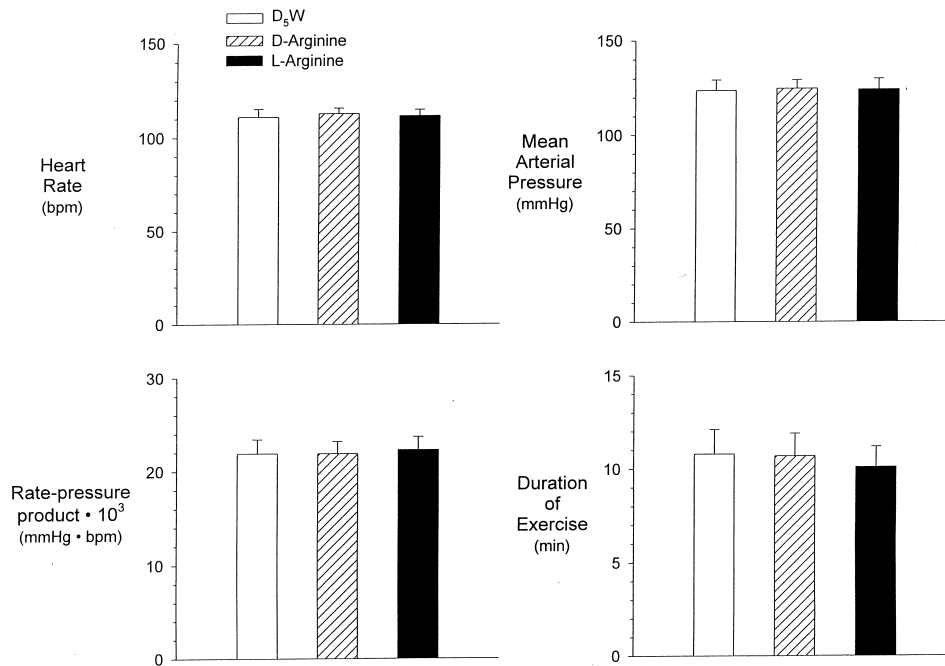 D₅W
D-Arginine
L-Arginine
150
100
50
0
Heart
Rate
(bpm)
150
100
50
0
Mean
Arterial
Pressure
(mmHg)
30
20
10
0
Rate-pressure
product • 10³
(mmHg • bpm)
15
10
5
0
Duration
of
Exercise
(min)